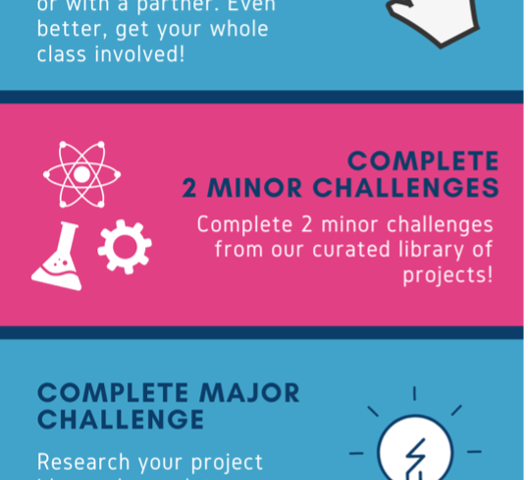 or with a partner. Even
better, get your whole
class involved!
COMPLETE
2 MINOR CHALLENGES
Complete 2 minor challenges
from our curated library of
projects!
COMPLETE MAJOR
CHALLENGE
Research your project